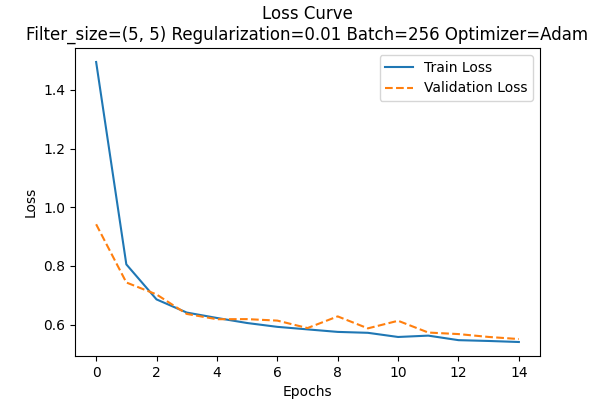 Loss Curve
Filter_size=(5, 5) Regularization=0.01 Batch=256 Optimizer=Adam
Train Loss
Validation Loss
1.4
1.2
1.0
0.8
0.6
Loss
0 2 4 6 8 10 12 14
Epochs